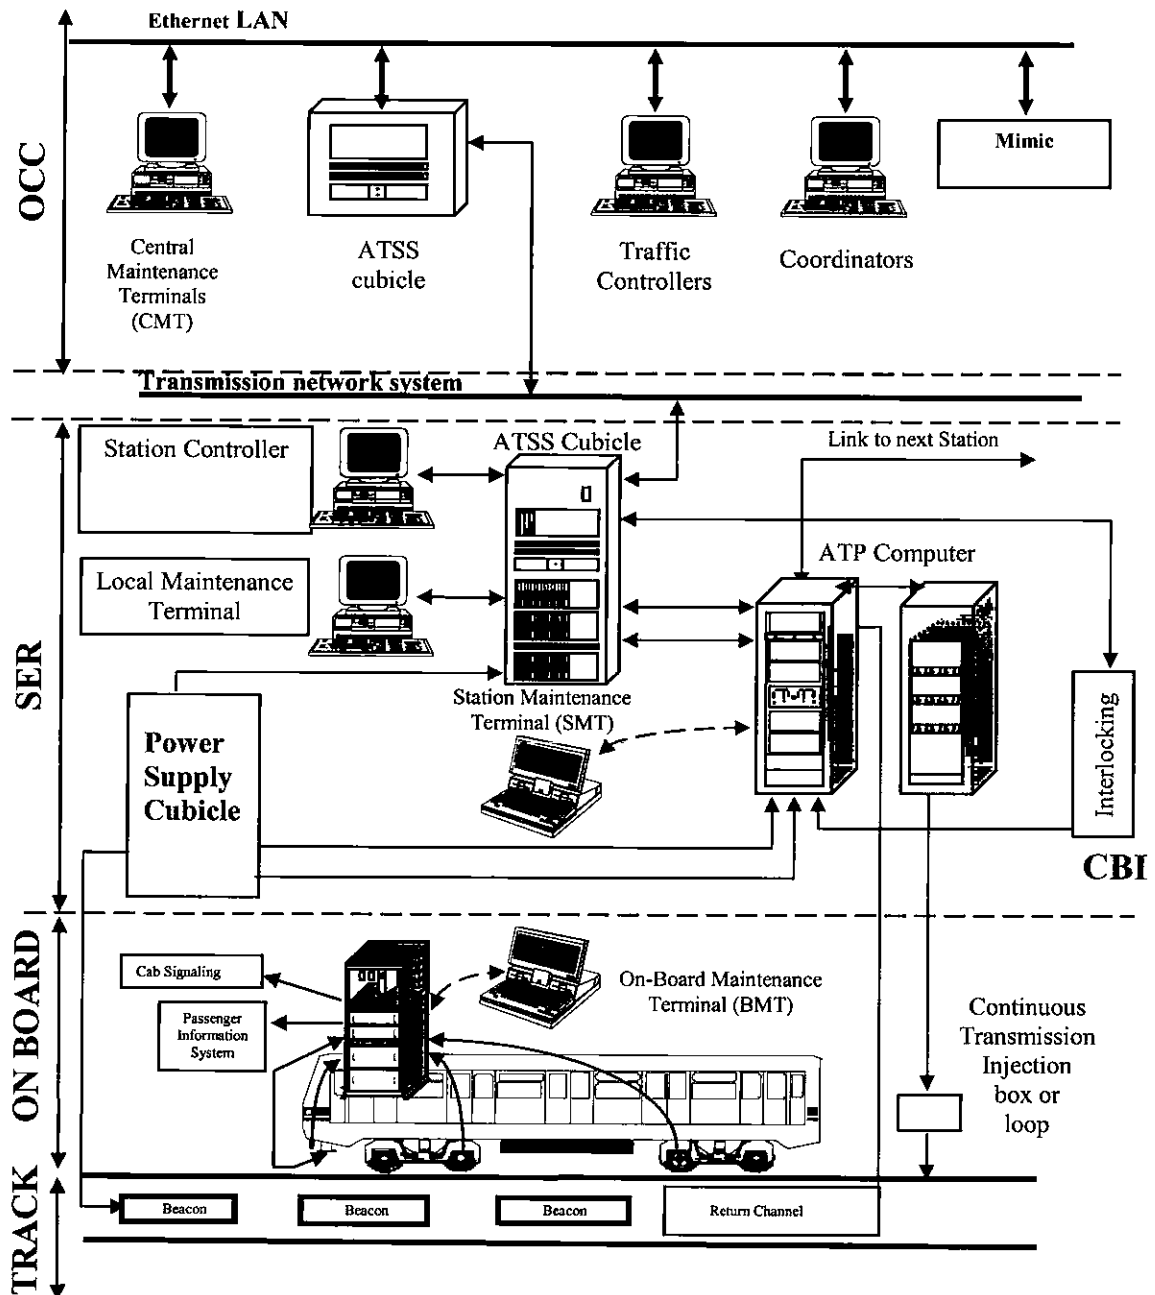 Ethernet LAN
OCC
Mimic
Central
Maintenance
Terminals
(CMT)
ATSS
cubicle
Traffic
Controllers
Coordinators
Transmission network system
SER
Station Controller
ATSS Cubicle
Link to next Station
ATP Computer
Local Maintenance
Terminal
Station Maintenance
Terminal (SMT)
Power
Supply
Cubicle
Interlocking
CBI
ON BOARD
Cab Signaling
Passenger
Information
System
On-Board Maintenance
Terminal (BMT)
Continuous
Transmission
Injection
box or
loop
TRACK
Beacon
Beacon
Beacon
Return Channel